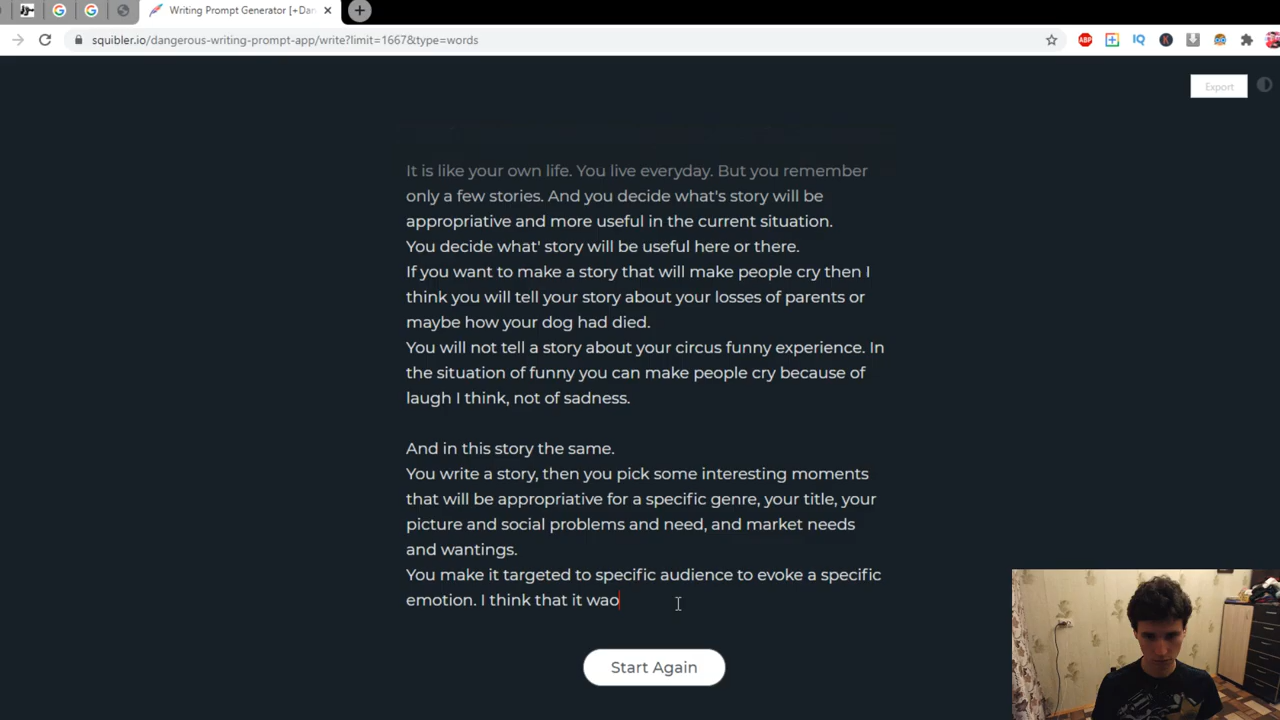 Writing Prompt Generator [+Dan
squibler.io/dangerous-writing-prompt-app/write?limit=1667&type=words
ABP
IQ
K
Export
It is like your own life. You live everyday. But you remember
only a few stories. And you decide what's story will be
appropriative and more useful in the current situation.
You decide what' story will be useful here or there.
If you want to make a story that will make people cry then I
think you will tell your story about your losses of parents or
maybe how your dog had died.
You will not tell a story about your circus funny experience. In
the situation of funny you can make people cry because of
laugh I think, not of sadness.
And in this story the same.
You write a story, then you pick some interesting moments
that will be appropriative for a specific genre, your title, your
picture and social problems and need, and market needs
and wantings.
You make it targeted to specific audience to evoke a specific
emotion. I think that it wao
Start Again